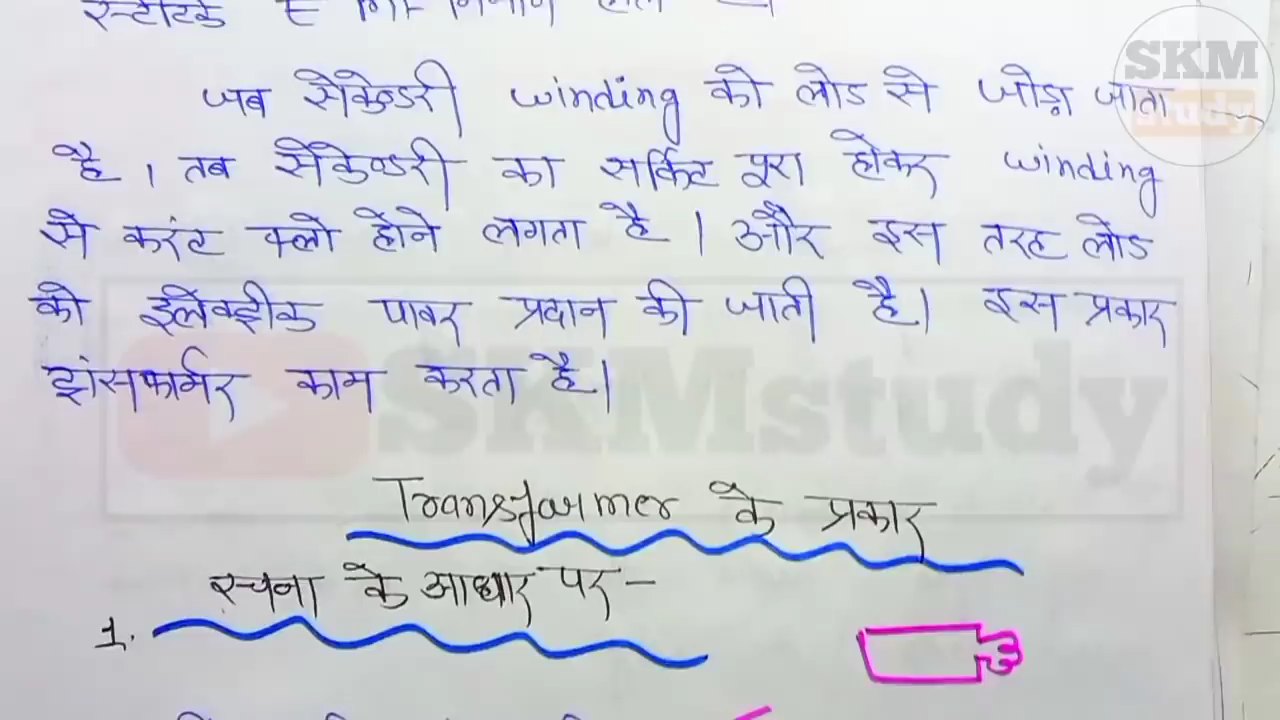 स्टेटिक E
जब सेकेण्डरी winding को लोड से जोड़ा जाता
है। तब सेकेण्डरी का सर्किट पूरा होकर winding
से करंट फ्लो होने लगता है। और इस तरह लोड
को इलेक्ट्रीक पावर प्रदान की जाती है। इस प्रकार
ट्रांसफार्मर काम करता है।
Transformer के प्रकार
रचना के आधार पर-
1.
SKM
study
SKMstudy